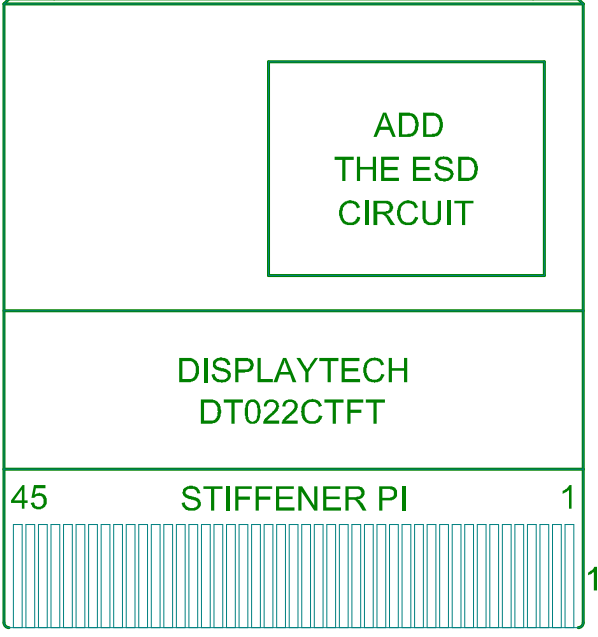 ADD
THE ESD
CIRCUIT
DISPLAYTECH
DT022CTFT
45 STIFFENER PI 1
1